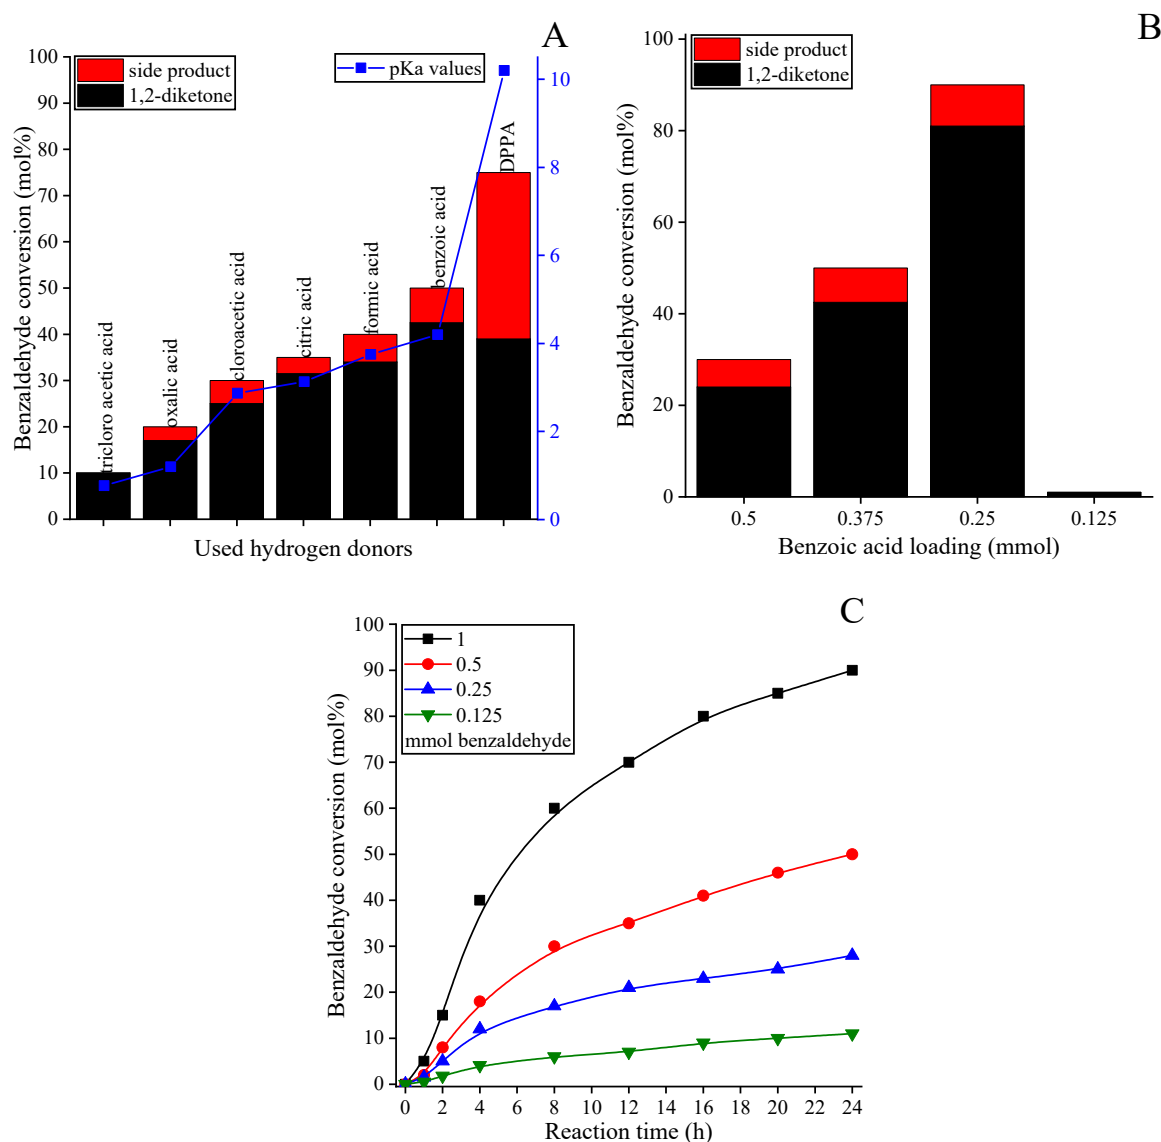 A
side product
1,2-diketone
pKa values
Benzaldehyde conversion (mol%)
100
90
80
70
60
50
40
30
20
10
0
tricloro acetic acid
oxalic acid
cloroacetic acid
citric acid
formic acid
benzoic acid
DPPA
10
8
6
4
2
0
Used hydrogen donors
B
side product
1,2-diketone
Benzaldehyde conversion (mol%)
100
80
60
40
20
0
0.5 0.375 0.25 0.125
Benzoic acid loading (mmol)
C
1
0.5
0.25
0.125
mmol benzaldehyde
Benzaldehyde conversion (mol%)
100
90
80
70
60
50
40
30
20
10
0
0 2 4 6 8 10 12 14 16 18 20 22 24
Reaction time (h)